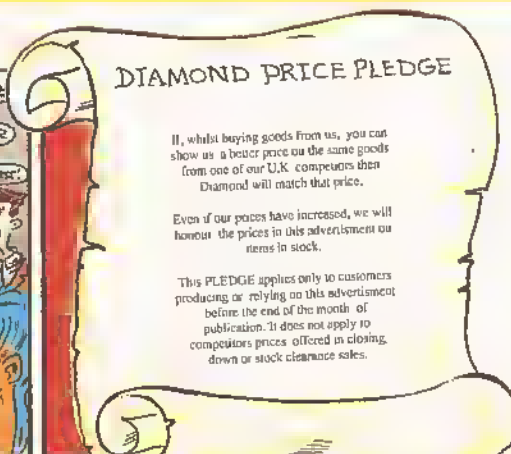 DIAMOND PRICE PLEDGE
If, whilst buying goods from us, you can
show us a better price on the same goods
from one of our U.K competitors then
Diamond will match that price.
Even if our prices have increased, we will
honour the prices in this advertisment on
items in stock.
This PLEDGE applies only to customers
producing or relying on this advertisment
before the end of the month of
publication. It does not apply to
competitors prices offered in closing
down or stock clearance sales.